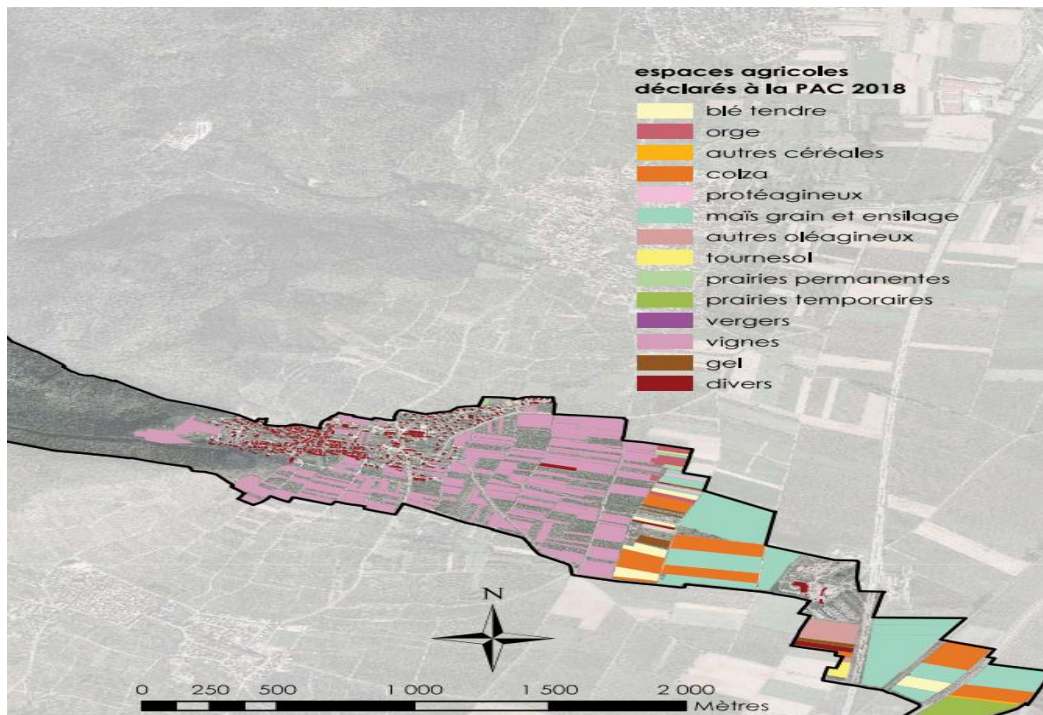 espaces agricoles
déclarés à la PAC 2018
blé tendre
orge
autres céréales
colza
protéagineux
maïs grain et ensilage
autres oléagineux
tournesol
prairies permanentes
prairies temporaires
vergers
vignes
gel
divers
N
0 250 500 1 000 1 500 2 000
Mètres